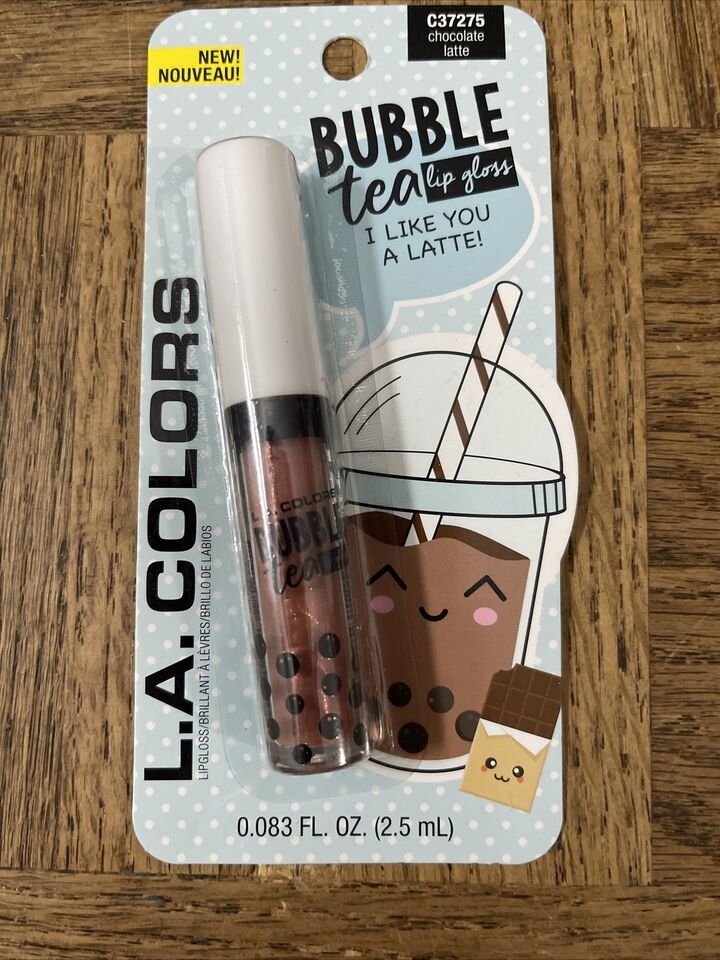 C37275
chocolate
latte
NEW!
NOUVEAU!
BUBBLE
tea lip gloss
I LIKE YOU
A LATTE!
L.A. COLORS
LIPGLOSS/BRILLANT À LÈVRES/BRILLO DE LABIOS
L.A. COLORS
BUBBLE
tea
0.083 FL. OZ. (2.5 mL)